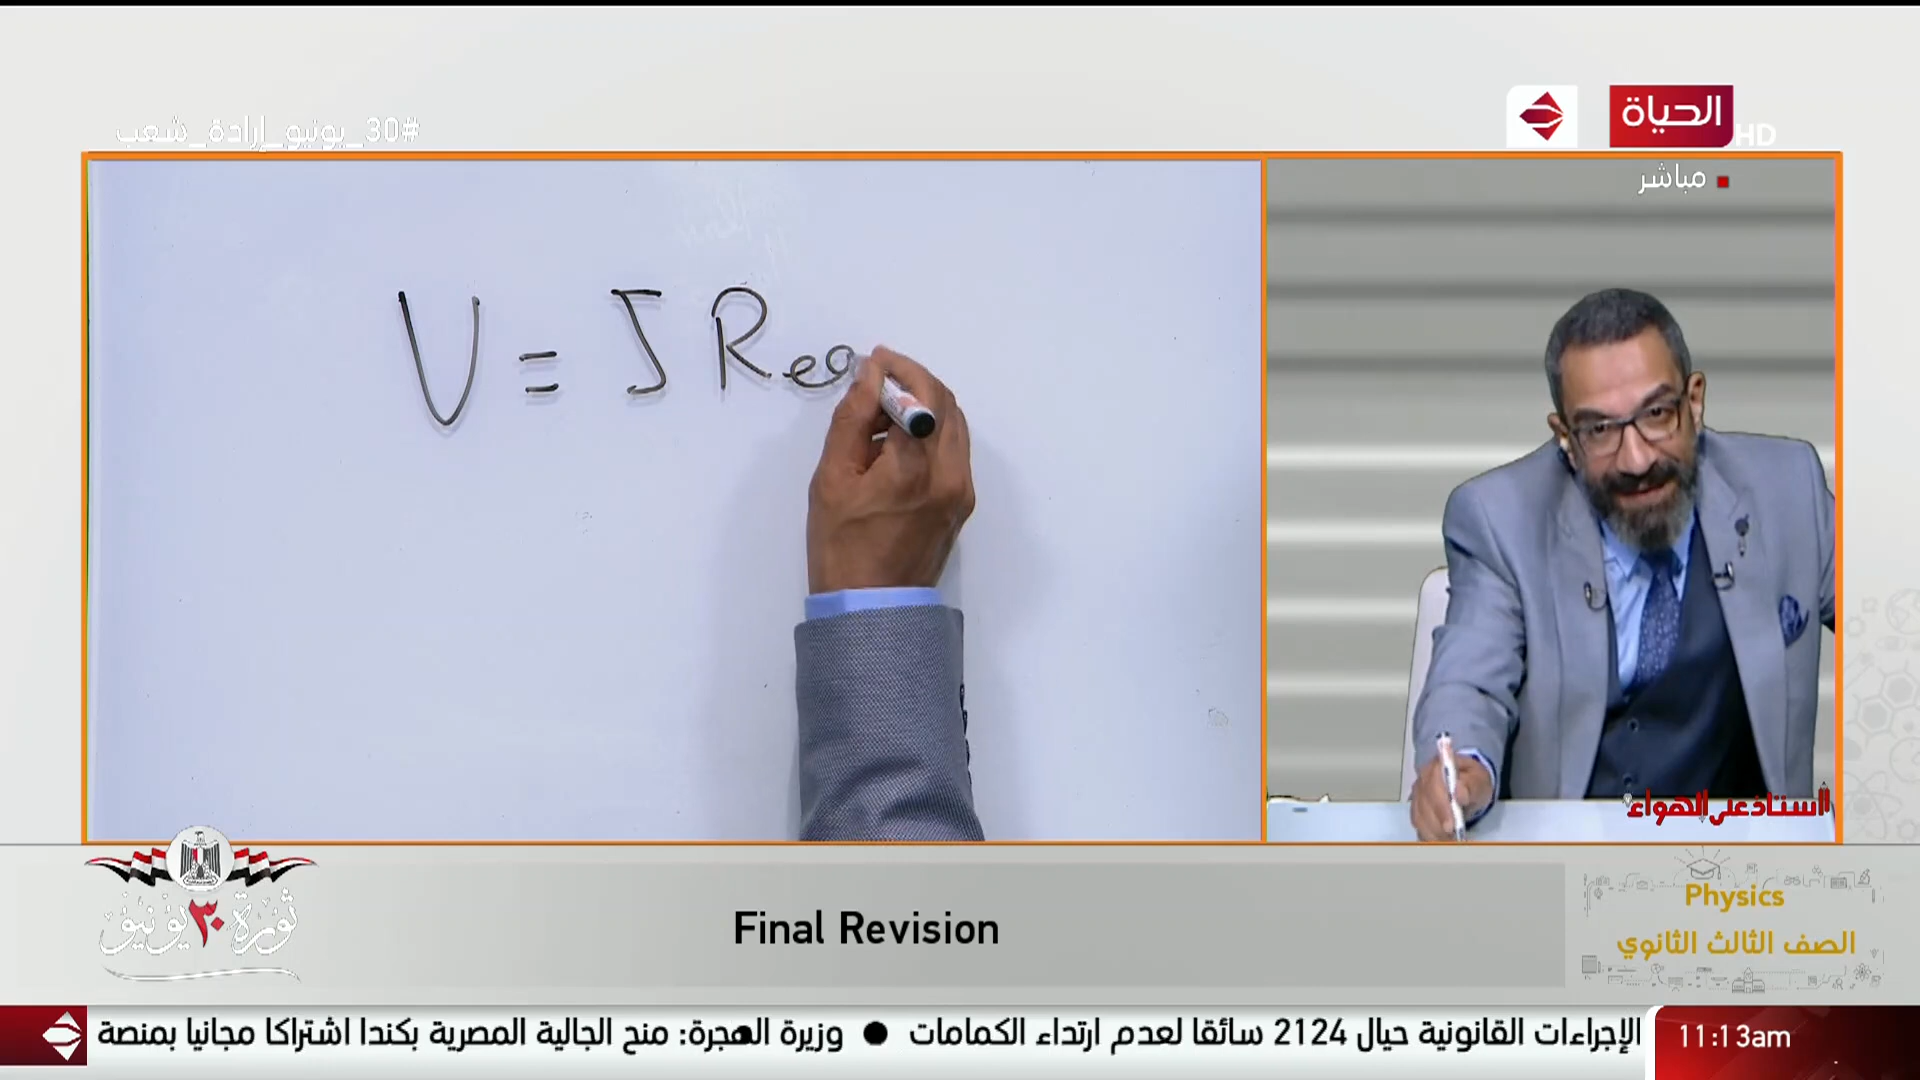 #30_يونيو_إرادة_شعب
الحياة
HD
مباشر
V = I Req
أستاذ على الهواء
ثورة ٣٠ يونيو
Final Revision
Physics
الصف الثالث الثانوي
الإجراءات القانونية حيال 2124 سائقا لعدم ارتداء الكمامات ● وزيرة الهجرة: منح الجالية المصرية بكندا اشتراكا مجانيا بمنصة
11:13am